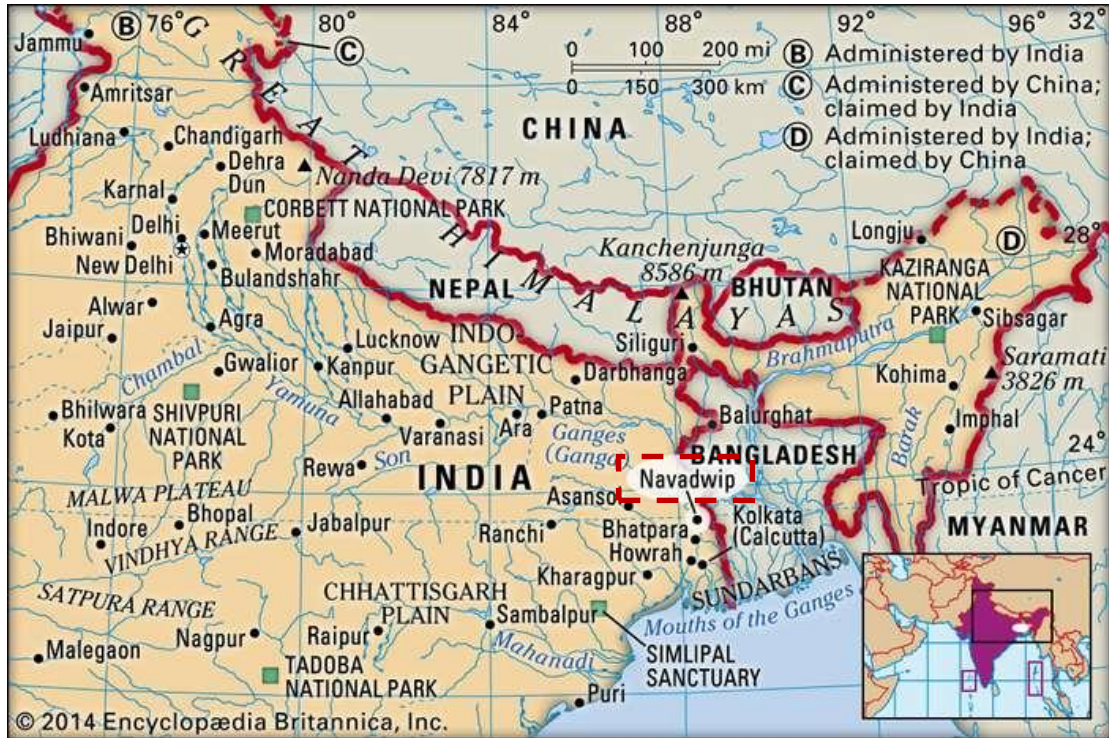 B 76° 80° 84° 88° 92° 96° 32°
Jammu
C
0 100 200 mi
0 150 300 km
B Administered by India
C Administered by China;
claimed by India
D Administered by India;
claimed by China
GREAT HIMALAYAS
Amritsar
Ludhiana
Chandigarh
CHINA
Dehra
Dun
Nanda Devi 7817 m
Karnal
CORBETT NATIONAL PARK
Delhi
Meerut
Bhiwani
New Delhi
Moradabad
Bulandshahr
Kanchenjunga
8586 m
Longju
D
28°
NEPAL
BHUTAN
KAZIRANGA
NATIONAL
PARK
Sibsagar
Alwar
Jaipur
Agra
Lucknow
INDO-
GANGETIC
PLAIN
Siliguri
Brahmaputra
Saramati
3826 m
Chambal
Gwalior
Kanpur
Darbhanga
Kohima
Yamuna
Bhilwara
Kota
SHIVPURI
NATIONAL
PARK
Allahabad
Varanasi
Ara
Patna
Ganges
(Ganga)
Balurghat
Barak
Imphal
24°
Rewa
Son
INDIA
BANGLADESH
Navadwip
Tropic of Cancer
MALWA PLATEAU
Asansol
Indore
Bhopal
VINDHYA RANGE
Jabalpur
Ranchi
Bhatpara
Howrah
Kolkata
(Calcutta)
MYANMAR
Kharagpur
SUNDARBANS
SATPURA RANGE
CHHATTISGARH
PLAIN
Sambalpur
Mouths of the Ganges
Malegaon
Nagpur
Raipur
Mahanadi
SIMLIPAL
SANCTUARY
TADOBA
NATIONAL PARK
Puri
© 2014 Encyclopædia Britannica, Inc.